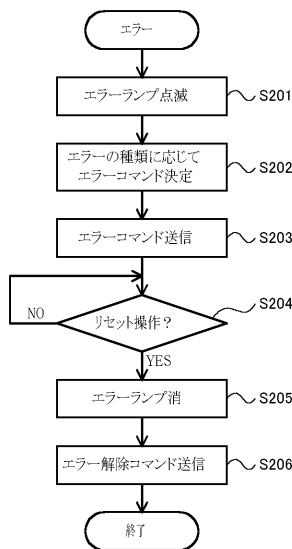 エラー
エラーランプ点滅
S201
エラーの種類に応じて
エラーコマンド決定
S202
エラーコマンド送信
S203
S204
リセット操作？
NO
YES
エラーランプ消
S205
エラー解除コマンド送信
S206
終了